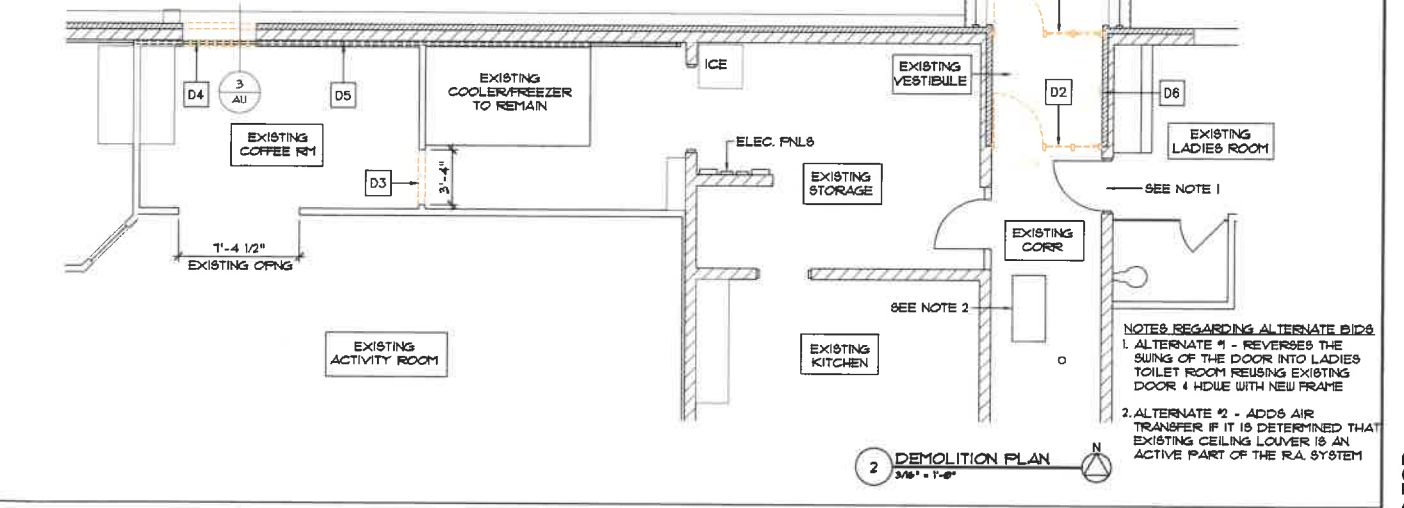 ICE
EXISTING
VESTIBULE
D4
3
AU
D5
EXISTING
COOLER/FREEZER
TO REMAIN
D2
D6
EXISTING
COFFEE RM
ELEC. PNLS
EXISTING
LADIES ROOM
D3
3'-4"
EXISTING
STORAGE
SEE NOTE 1
7'-4 1/2"
EXISTING OPNG
EXISTING
CORR
SEE NOTE 2
EXISTING
ACTIVITY ROOM
EXISTING
KITCHEN
NOTES REGARDING ALTERNATE BIDS
1. ALTERNATE #1 - REVERSES THE
SWING OF THE DOOR INTO LADIES
TOILET ROOM REUSING EXISTING
DOOR & HDWE WITH NEW FRAME
2. ALTERNATE #2 - ADDS AIR
TRANSFER IF IT IS DETERMINED THAT
EXISTING CEILING LOUVER IS AN
ACTIVE PART OF THE R.A. SYSTEM
2
DEMOLITION PLAN
3/16" = 1'-0"
N